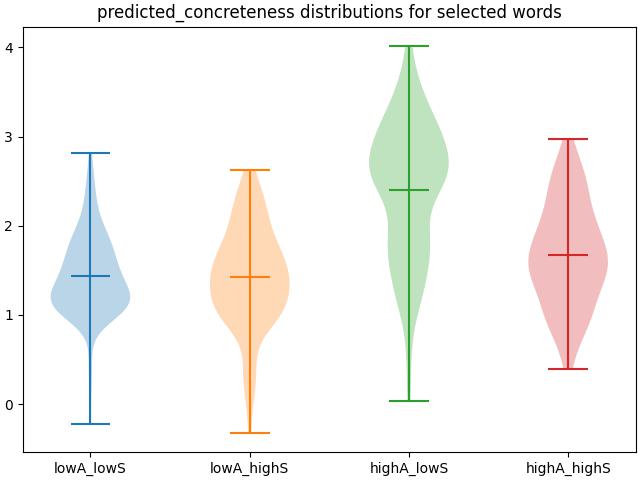 predicted_concreteness distributions for selected words
4
3
2
1
0
lowA_lowS
lowA_highS
highA_lowS
highA_highS